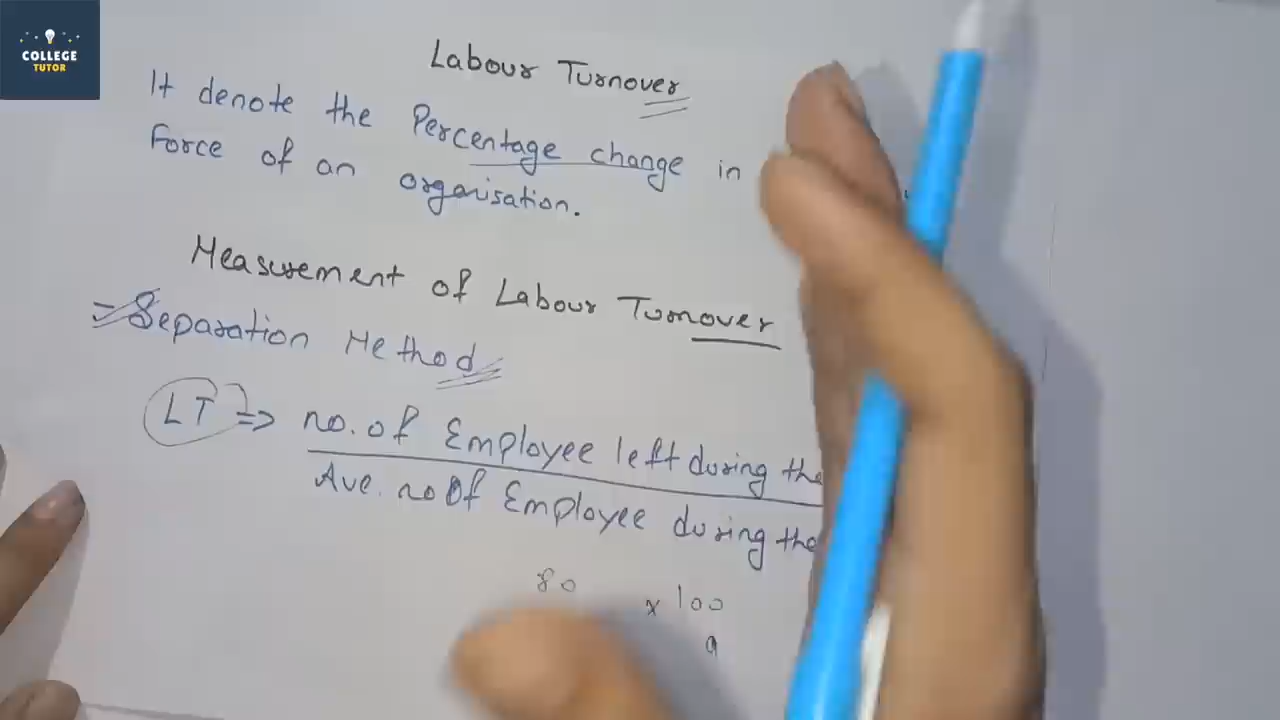 COLLEGE
TUTOR
Labour Turnover
It denote the Percentage change in
Force of an organisation.
Measurement of Labour Turnover
Separation Method
LT => no. of Employee left during the
Ave. no of Employee during the
80 x 100